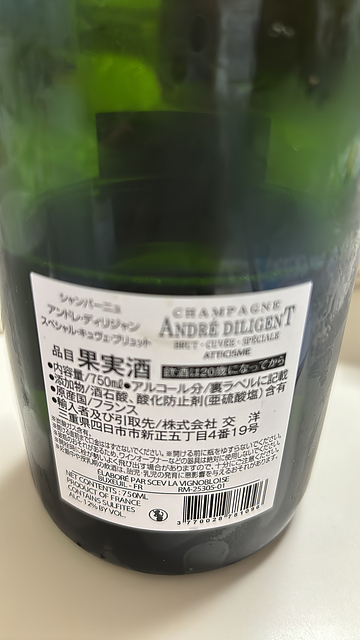 シャンパーニュ
アンドレ・ディリジャン
スペシャル・キュヴェ・ブリュット
CHAMPAGNE
ANDRÉ DILIGENT
BRUT・CUVÉE・SPÉCIALE
ATTICISME
品目 果実酒 飲酒は20歳になってから
●内容量/750ml●アルコール分/裏ラベルに記載
●添加物/酒石酸、酸化防止剤(亜硫酸塩)含有
●原産国/フランス
●輸入者及び引取先/株式会社 交 洋
三重県四日市市新正五丁目4番19号
ELABORÉ PAR SCEV LA VIGNOBLOISE
BUXEUIL - FR RM-25305-01
NET CONTENTS : 750ML
PRODUCT OF FRANCE
CONTAINS SULFITES
ALC.12% BY VOL.